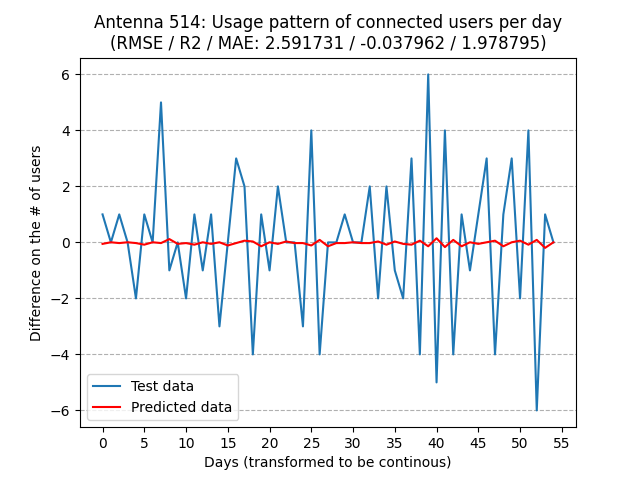 Antenna 514: Usage pattern of connected users per day
(RMSE / R2 / MAE: 2.591731 / -0.037962 / 1.978795)
Difference on the # of users
6
4
2
0
−2
−4
−6
Test data
Predicted data
0 5 10 15 20 25 30 35 40 45 50 55
Days (transformed to be continous)